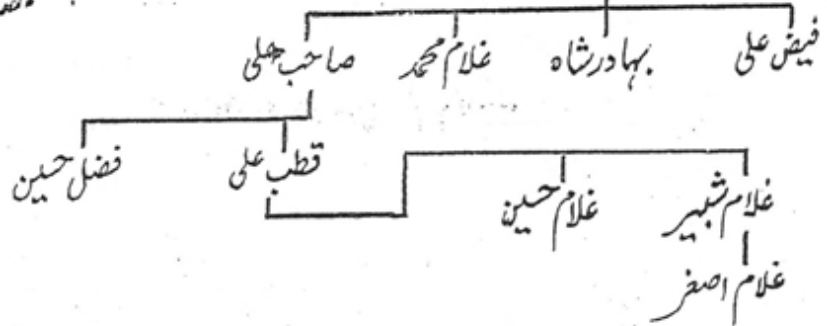 فیض علی بہادر شاہ غلام محمد صاحب علی
قطب علی فضل حسین
غلام شبیر غلام حسین
غلام اصغر